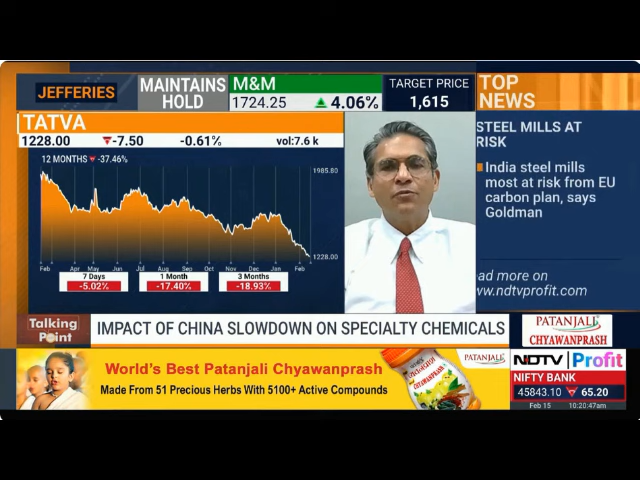 JEFFERIES
MAINTAINS
HOLD
M&M
1724.25 4.06%
TARGET PRICE
1,615
TOP
NEWS
TATVA
1228.00 -7.50 -0.61% vol:7.6 k
12 MONTHS -37.46%
1985.80
1228.00
Feb Apr May Jun Jul Aug Sep Oct Nov Dec Jan Feb
7 Days 1 Month 3 Months
-5.02% -17.40% -18.93%
STEEL MILLS AT
RISK
India steel mills
most at risk from EU
carbon plan, says
Goldman
ead more on
www.ndtvprofit.com
Talking
Point
IMPACT OF CHINA SLOWDOWN ON SPECIALTY CHEMICALS
PATANJALI
CHYAWANPRASH
World's Best Patanjali Chyawanprash
Made From 51 Precious Herbs With 5100+ Active Compounds
PATANJALI
CHYAWANPRASH
NDTV Profit
NIFTY BANK
45843.10 65.20
Feb 15 10:20:47am